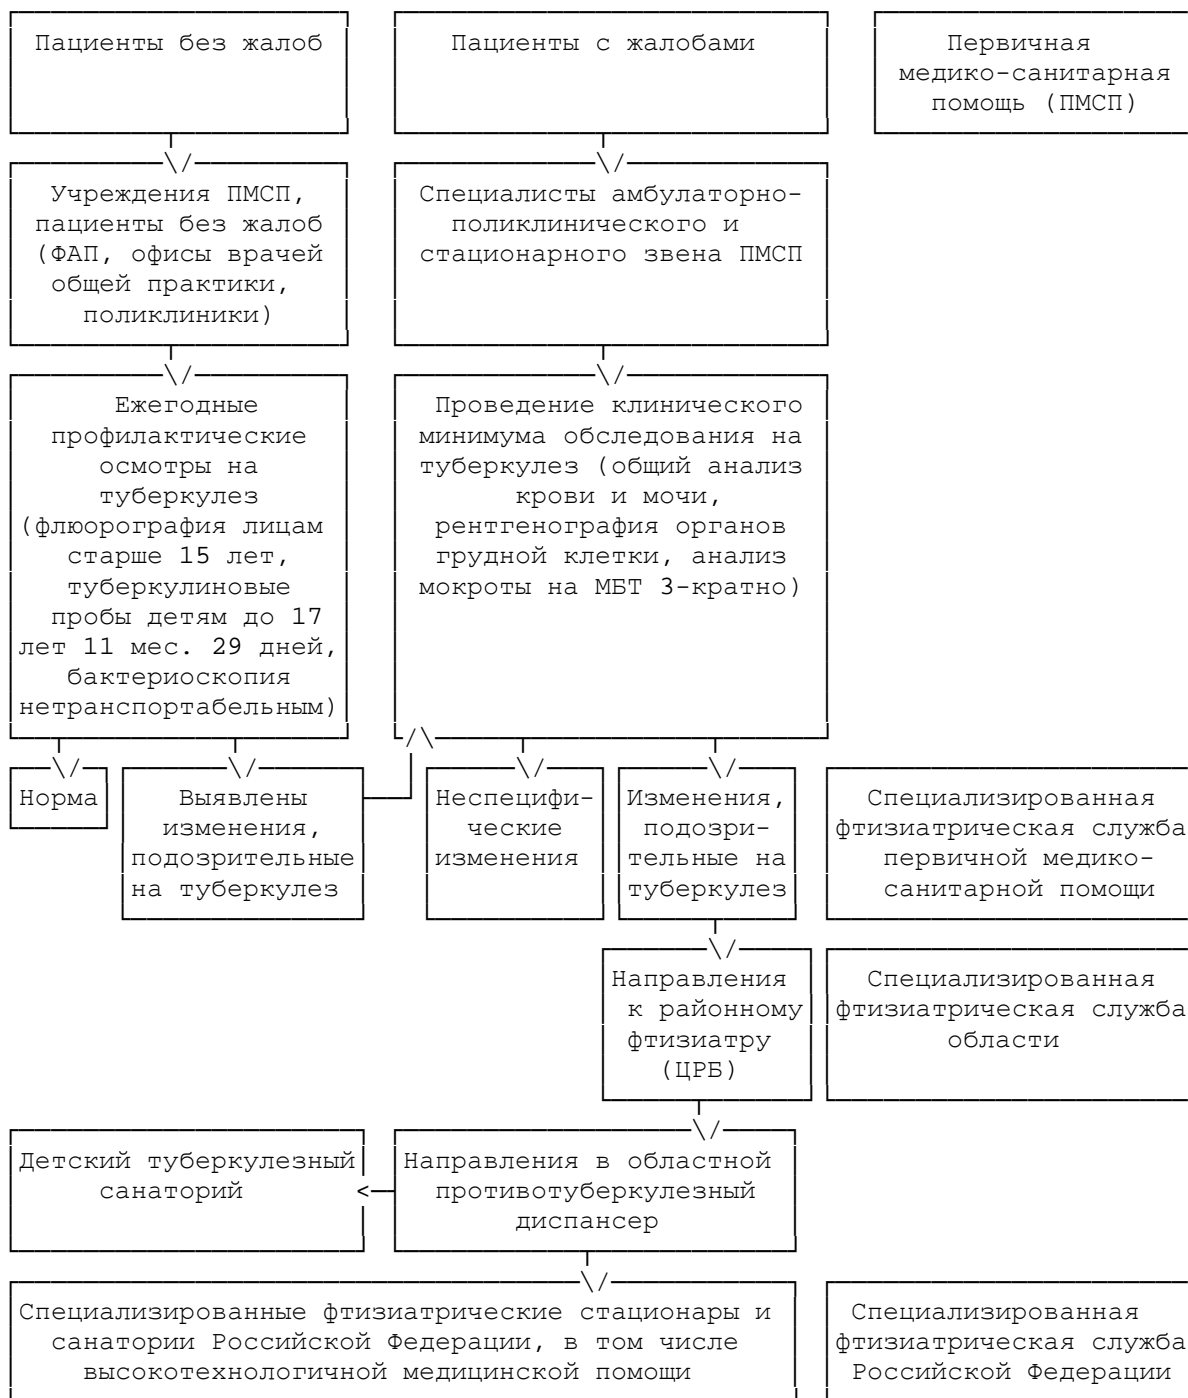 Пациенты без жалоб
Пациенты с жалобами
Первичная
медико-санитарная
помощь (ПМСП)
Учреждения ПМСП,
пациенты без жалоб
(ФАП, офисы врачей
общей практики,
поликлиники)
Специалисты амбулаторно-
поликлинического и
стационарного звена ПМСП
Ежегодные
профилактические
осмотры на
туберкулез
(флюорография лицам
старше 15 лет,
туберкулиновые
пробы детям до 17
лет 11 мес. 29 дней,
бактериоскопия
нетранспортабельным)
Проведение клинического
минимума обследования на
туберкулез (общий анализ
крови и мочи,
рентгенография органов
грудной клетки, анализ
мокроты на МБТ 3-кратно)
Норма
Выявлены
изменения,
подозрительные
на туберкулез
Неспецифи-
ческие
изменения
Изменения,
подозри-
тельные на
туберкулез
Специализированная
фтизиатрическая служба
первичной медико-
санитарной помощи
Направления
к районному
фтизиатру
(ЦРБ)
Специализированная
фтизиатрическая служба
области
Детский туберкулезный
санаторий
Направления в областной
противотуберкулезный
диспансер
Специализированные фтизиатрические стационары и
санатории Российской Федерации, в том числе
высокотехнологичной медицинской помощи
Специализированная
фтизиатрическая служба
Российской Федерации